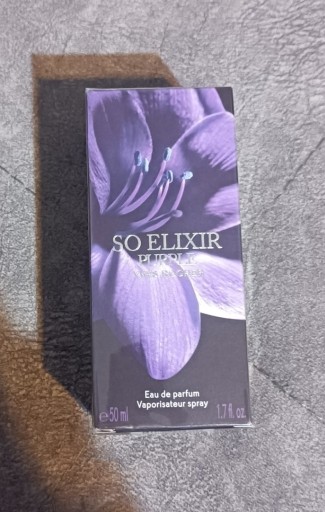 SO ELIXIR
PURPLE
Eau de parfum
Vaporisateur spray
℮50 ml 1.7 fl. oz.